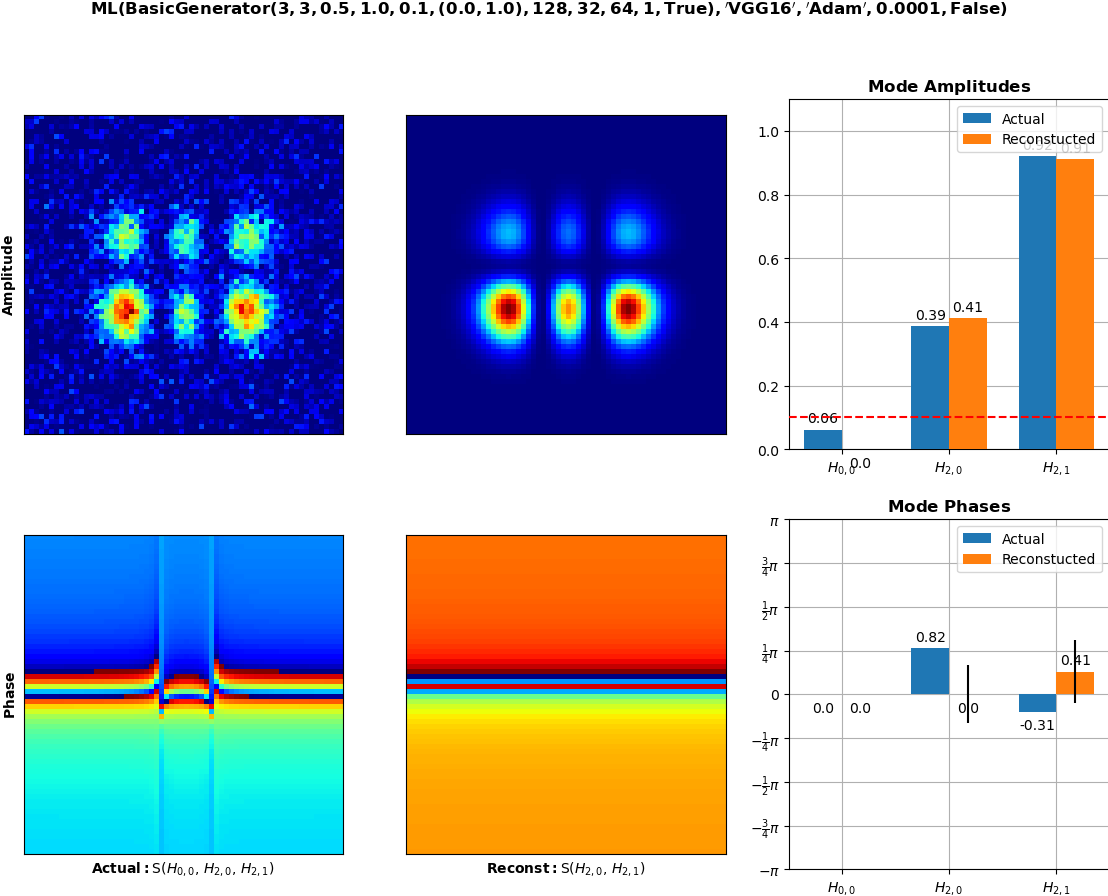 ML(BasicGenerator(3, 3, 0.5, 1.0, 0.1, (0.0, 1.0), 128, 32, 64, 1, True), ′VGG16′, ′Adam′, 0.0001, False)
Amplitude
Mode Amplitudes
Actual
Reconstucted
1.0
0.8
0.6
0.4
0.2
0.0
0.06
0.0
0.39
0.41
0.92
0.91
H0,0
H2,0
H2,1
Phase
Actual: S(H0,0, H2,0, H2,1)
Reconst: S(H2,0, H2,1)
Mode Phases
Actual
Reconstucted
π
3/4π
1/2π
1/4π
0
−1/4π
−1/2π
−3/4π
−π
0.0
0.0
0.82
0.0
-0.31
0.41
H0,0
H2,0
H2,1